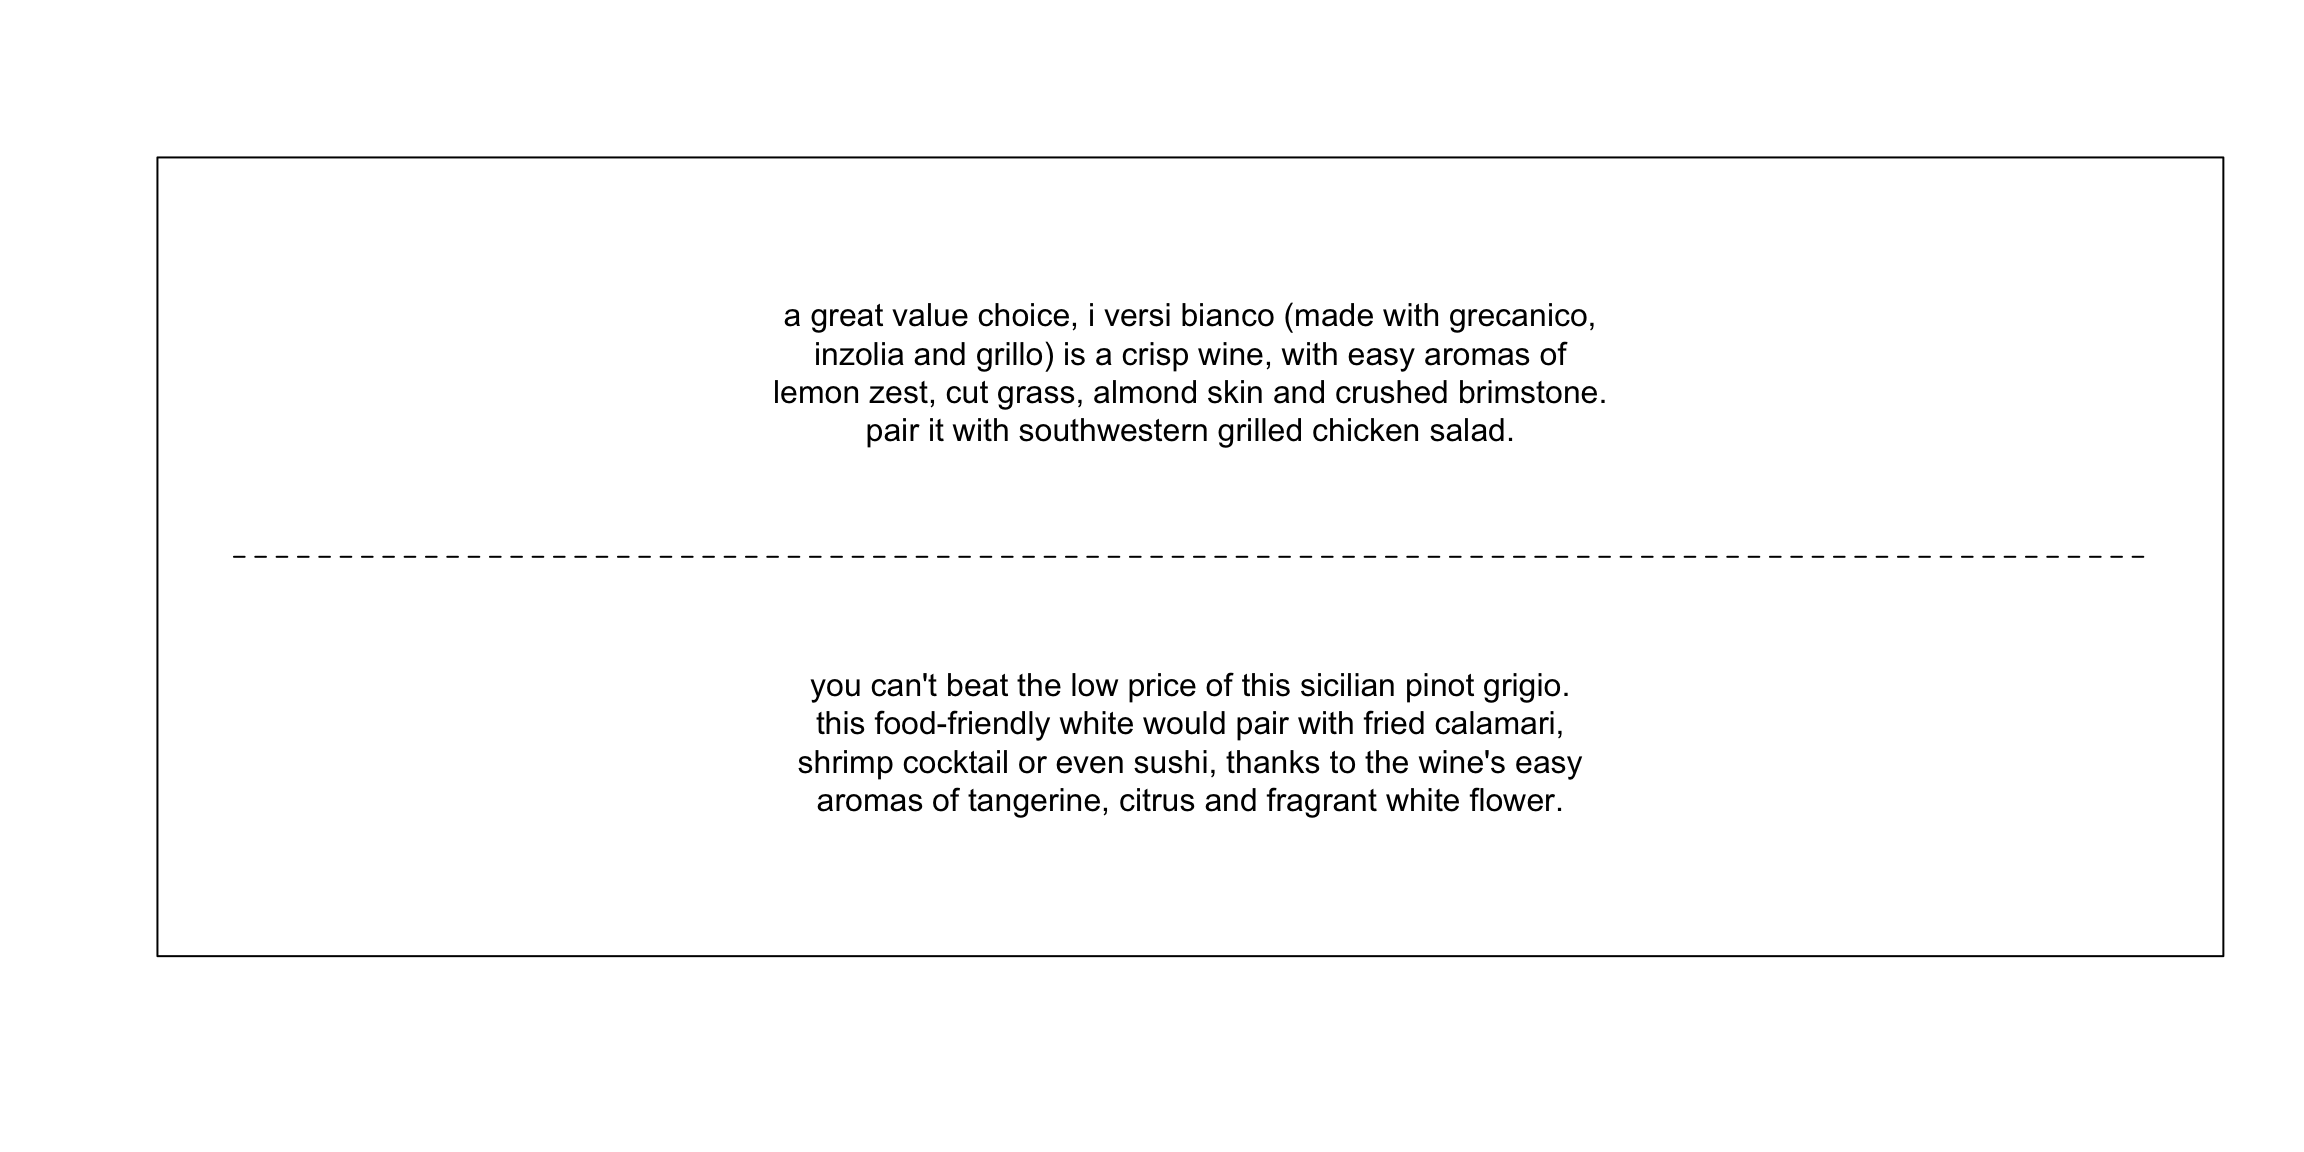 a great value choice, i versi bianco (made with grecanico,
inzolia and grillo) is a crisp wine, with easy aromas of
lemon zest, cut grass, almond skin and crushed brimstone.
pair it with southwestern grilled chicken salad.
you can't beat the low price of this sicilian pinot grigio.
this food-friendly white would pair with fried calamari,
shrimp cocktail or even sushi, thanks to the wine's easy
aromas of tangerine, citrus and fragrant white flower.